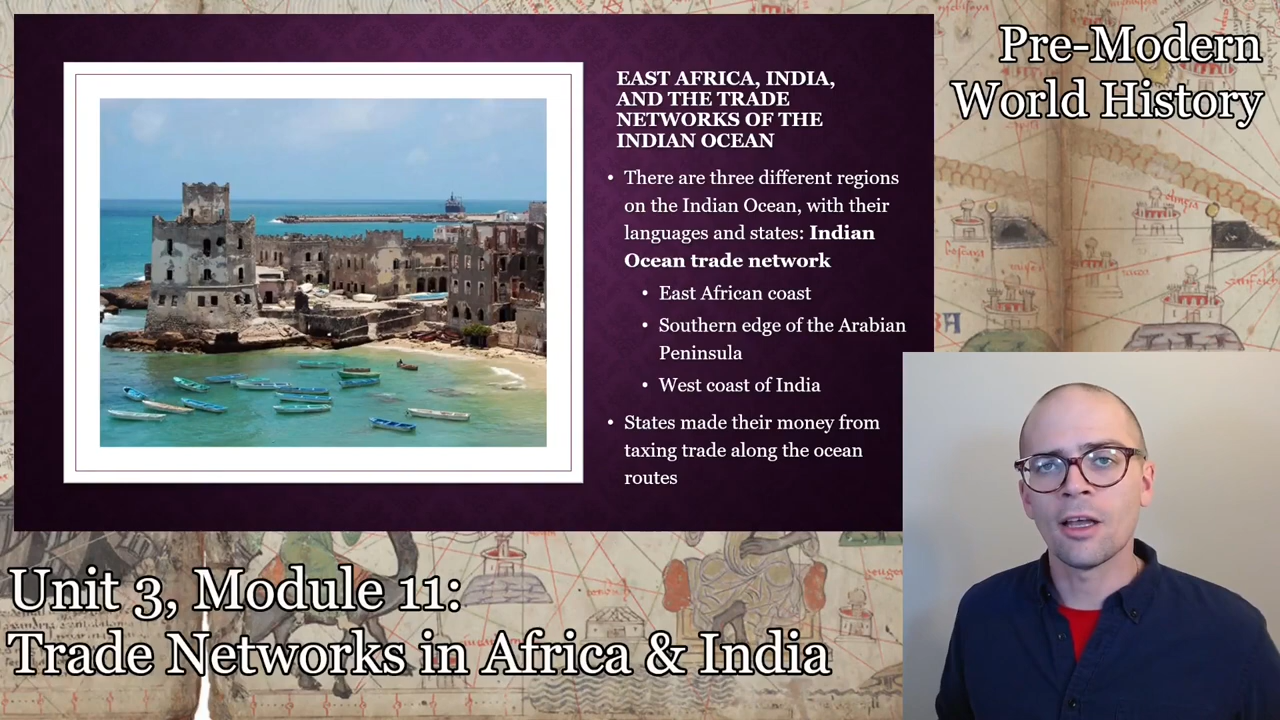 Pre-Modern
World History
EAST AFRICA, INDIA,
AND THE TRADE
NETWORKS OF THE
INDIAN OCEAN
• There are three different regions
on the Indian Ocean, with their
languages and states: Indian
Ocean trade network
• East African coast
• Southern edge of the Arabian
Peninsula
• West coast of India
• States made their money from
taxing trade along the ocean
routes
Unit 3, Module 11:
Trade Networks in Africa & India